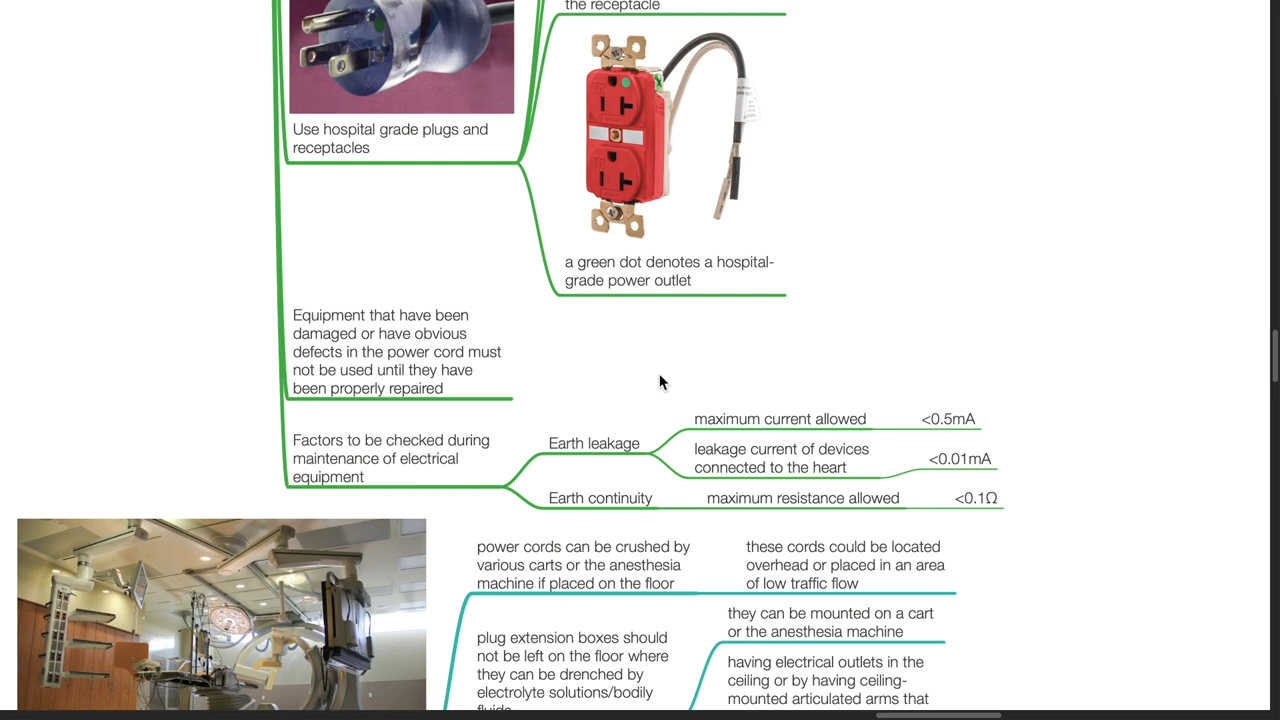 the receptacle
Use hospital grade plugs and
receptacles
a green dot denotes a hospital-
grade power outlet
Equipment that have been
damaged or have obvious
defects in the power cord must
not be used until they have
been properly repaired
Factors to be checked during
maintenance of electrical
equipment
Earth leakage
maximum current allowed
<0.5mA
leakage current of devices
connected to the heart
<0.01mA
Earth continuity
maximum resistance allowed
<0.1Ω
power cords can be crushed by
various carts or the anesthesia
machine if placed on the floor
these cords could be located
overhead or placed in an area
of low traffic flow
plug extension boxes should
not be left on the floor where
they can be drenched by
electrolyte solutions/bodily
fluids
they can be mounted on a cart
or the anesthesia machine
having electrical outlets in the
ceiling or by having ceiling-
mounted articulated arms that